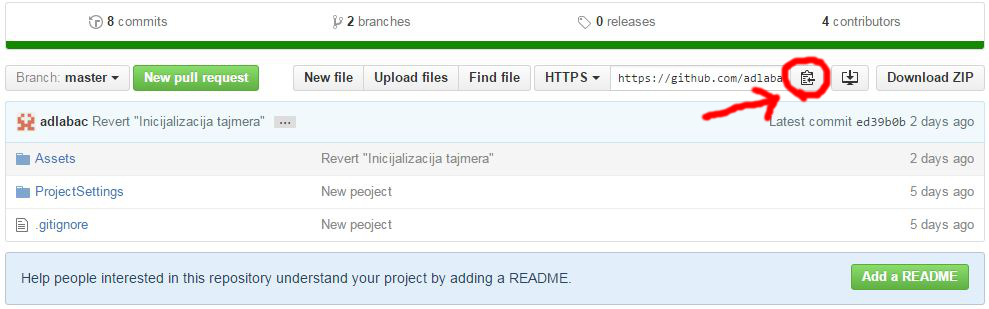 8 commits 2 branches 0 releases 4 contributors
Branch: master New pull request New file Upload files Find file HTTPS https://github.com/adlaba Download ZIP
adlabac Revert "Inicijalizacija tajmera" ... Latest commit ed39b0b 2 days ago
Assets Revert "Inicijalizacija tajmera" 2 days ago
ProjectSettings New peoject 5 days ago
.gitignore New peoject 5 days ago
Help people interested in this repository understand your project by adding a README. Add a README